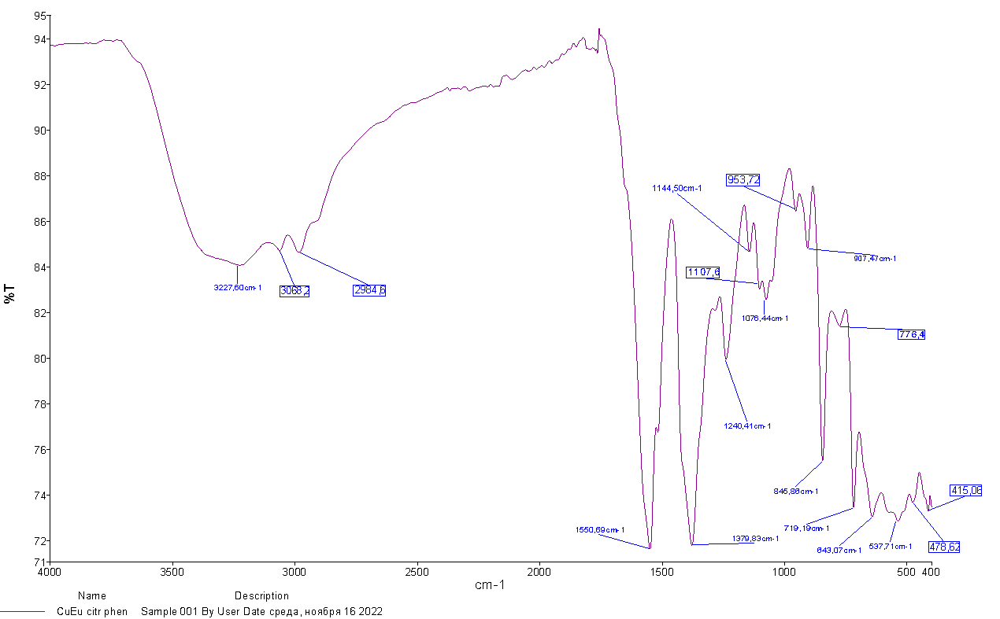 95
94
92
90
88
86
84
82
80
78
76
74
72
71
%T
4000
3500
3000
2500
2000
1500
1000
500
400
cm-1
3227,60cm-1
3063,2
2984,6
1550,69cm-1
1379,83cm-1
1240,41cm-1
1144,50cm-1
1107,6
1076,44cm-1
953,72
907,47cm-1
845,86cm-1
776,4
719,19cm-1
643,07cm-1
537,71cm-1
478,62
415,06
Name Description
CuEu citr phen Sample 001 By User Date среда, ноября 16 2022